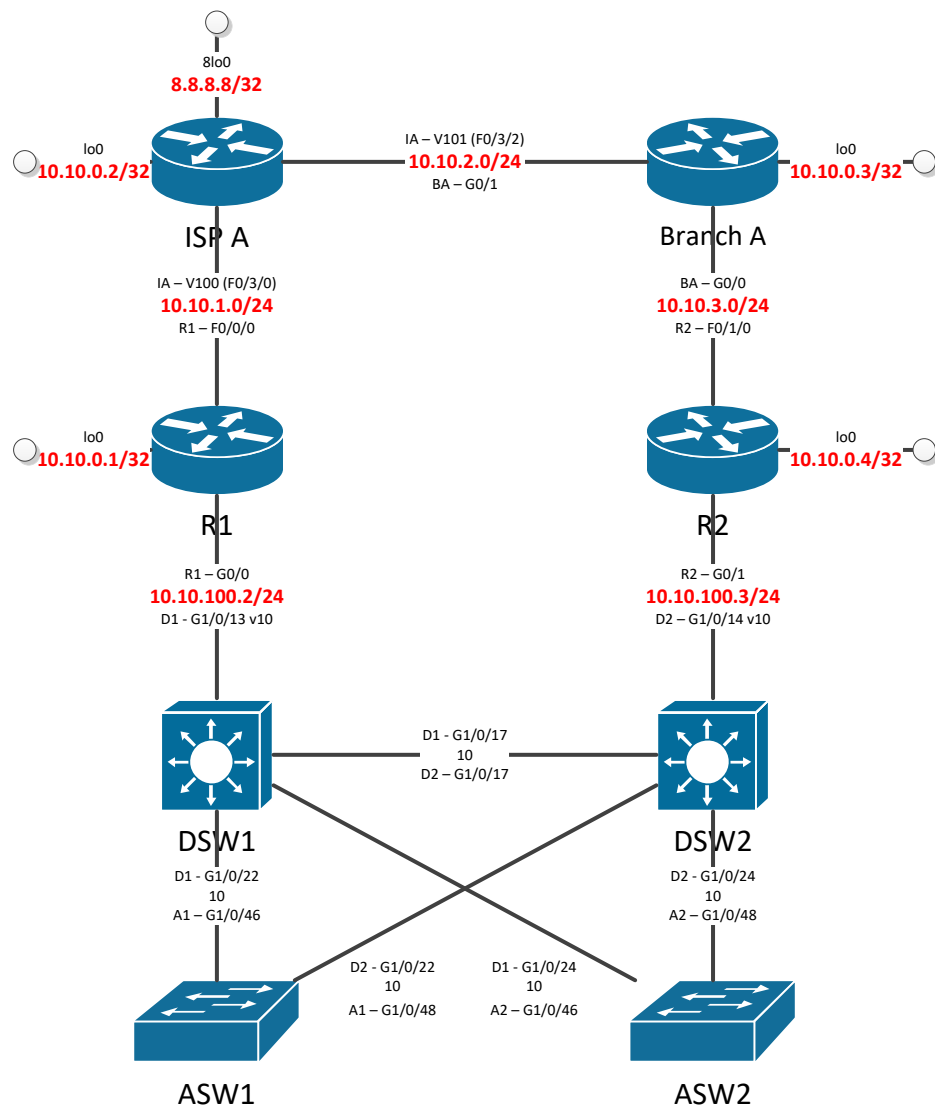 8lo0
8.8.8.8/32
lo0
10.10.0.2/32
IA – V101 (F0/3/2)
10.10.2.0/24
BA – G0/1
lo0
10.10.0.3/32
ISP A
Branch A
IA – V100 (F0/3/0)
10.10.1.0/24
R1 – F0/0/0
BA – G0/0
10.10.3.0/24
R2 – F0/1/0
lo0
10.10.0.1/32
lo0
10.10.0.4/32
R1
R2
R1 – G0/0
10.10.100.2/24
D1 - G1/0/13 v10
R2 – G0/1
10.10.100.3/24
D2 – G1/0/14 v10
D1 - G1/0/17
10
D2 – G1/0/17
DSW1
DSW2
D1 - G1/0/22
10
A1 – G1/0/46
D2 - G1/0/24
10
A2 – G1/0/48
D2 - G1/0/22
10
A1 – G1/0/48
D1 - G1/0/24
10
A2 – G1/0/46
ASW1
ASW2